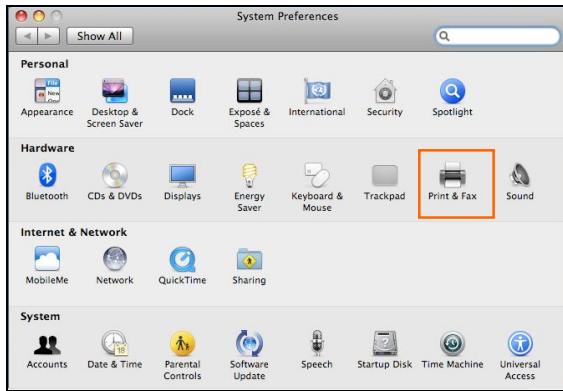 System Preferences
Show All
Personal
Appearance
Desktop &
Screen Saver
Dock
Exposé &
Spaces
International
Security
Spotlight
Hardware
Bluetooth
CDs & DVDs
Displays
Energy
Saver
Keyboard &
Mouse
Trackpad
Print & Fax
Sound
Internet & Network
MobileMe
Network
QuickTime
Sharing
System
Accounts
Date & Time
Parental
Controls
Software
Update
Speech
Startup Disk
Time Machine
Universal
Access